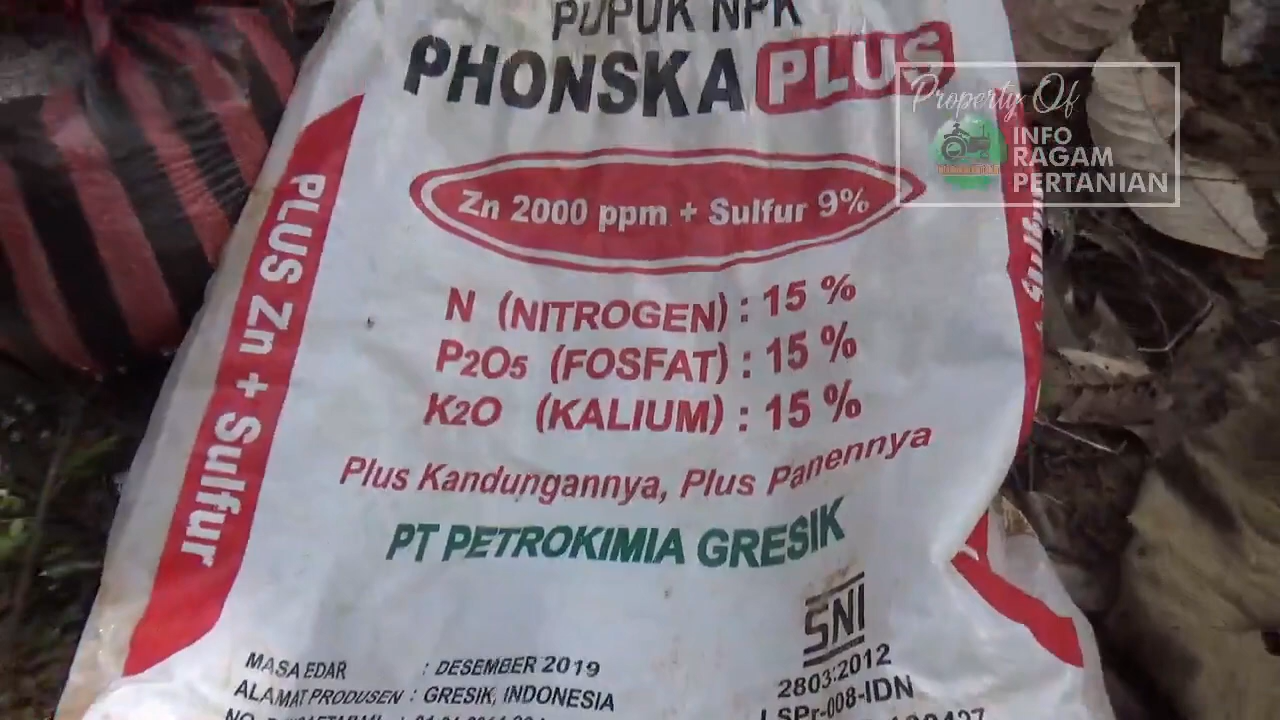 PUPUK NPK
PHONSKA PLUS
Property Of
INFO
RAGAM
PERTANIAN
Zn 2000 ppm + Sulfur 9%
PLUS Zn + Sulfur
N (NITROGEN) : 15 %
P2O5 (FOSFAT) : 15 %
K2O (KALIUM) : 15 %
Plus Kandungannya, Plus Panennya
PT PETROKIMIA GRESIK
SNI
2803:2012
LSPr-008-IDN
MASA EDAR : DESEMBER 2019
ALAMAT PRODUSEN : GRESIK, INDONESIA